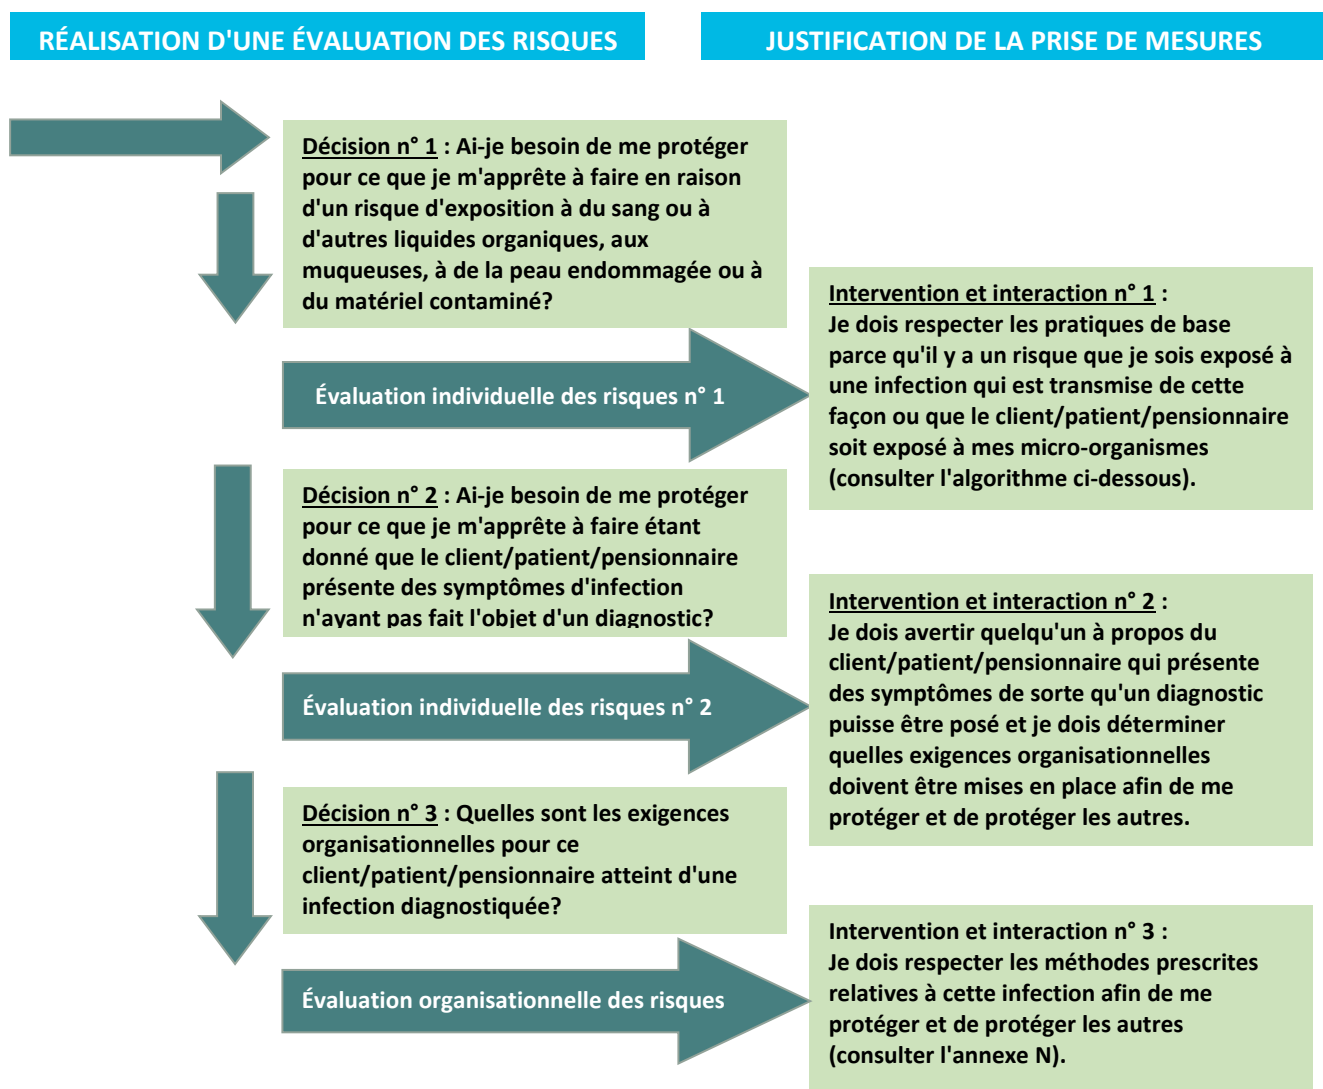 RÉALISATION D'UNE ÉVALUATION DES RISQUES
JUSTIFICATION DE LA PRISE DE MESURES
Décision n° 1 : Ai-je besoin de me protéger
pour ce que je m'apprête à faire en raison
d'un risque d'exposition à du sang ou à
d'autres liquides organiques, aux
muqueuses, à de la peau endommagée ou à
du matériel contaminé?
Évaluation individuelle des risques n° 1
Intervention et interaction n° 1 :
Je dois respecter les pratiques de base
parce qu'il y a un risque que je sois exposé à
une infection qui est transmise de cette
façon ou que le client/patient/pensionnaire
soit exposé à mes micro-organismes
(consulter l'algorithme ci-dessous).
Décision n° 2 : Ai-je besoin de me protéger
pour ce que je m'apprête à faire étant
donné que le client/patient/pensionnaire
présente des symptômes d'infection
n'ayant pas fait l'objet d'un diagnostic?
Évaluation individuelle des risques n° 2
Intervention et interaction n° 2 :
Je dois avertir quelqu'un à propos du
client/patient/pensionnaire qui présente
des symptômes de sorte qu'un diagnostic
puisse être posé et je dois déterminer
quelles exigences organisationnelles
doivent être mises en place afin de me
protéger et de protéger les autres.
Décision n° 3 : Quelles sont les exigences
organisationnelles pour ce
client/patient/pensionnaire atteint d'une
infection diagnostiquée?
Évaluation organisationnelle des risques
Intervention et interaction n° 3 :
Je dois respecter les méthodes prescrites
relatives à cette infection afin de me
protéger et de protéger les autres
(consulter l'annexe N).